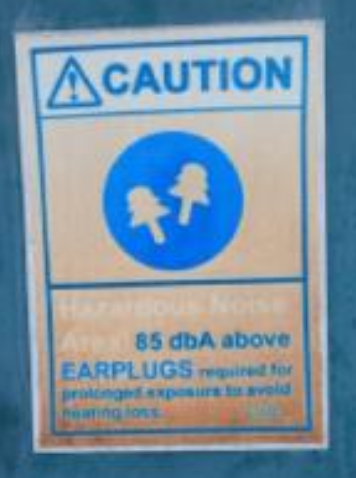 CAUTION
Hazardous Noise
Area 85 dbA above
EARPLUGS required for
prolonged exposure to avoid
hearing loss.